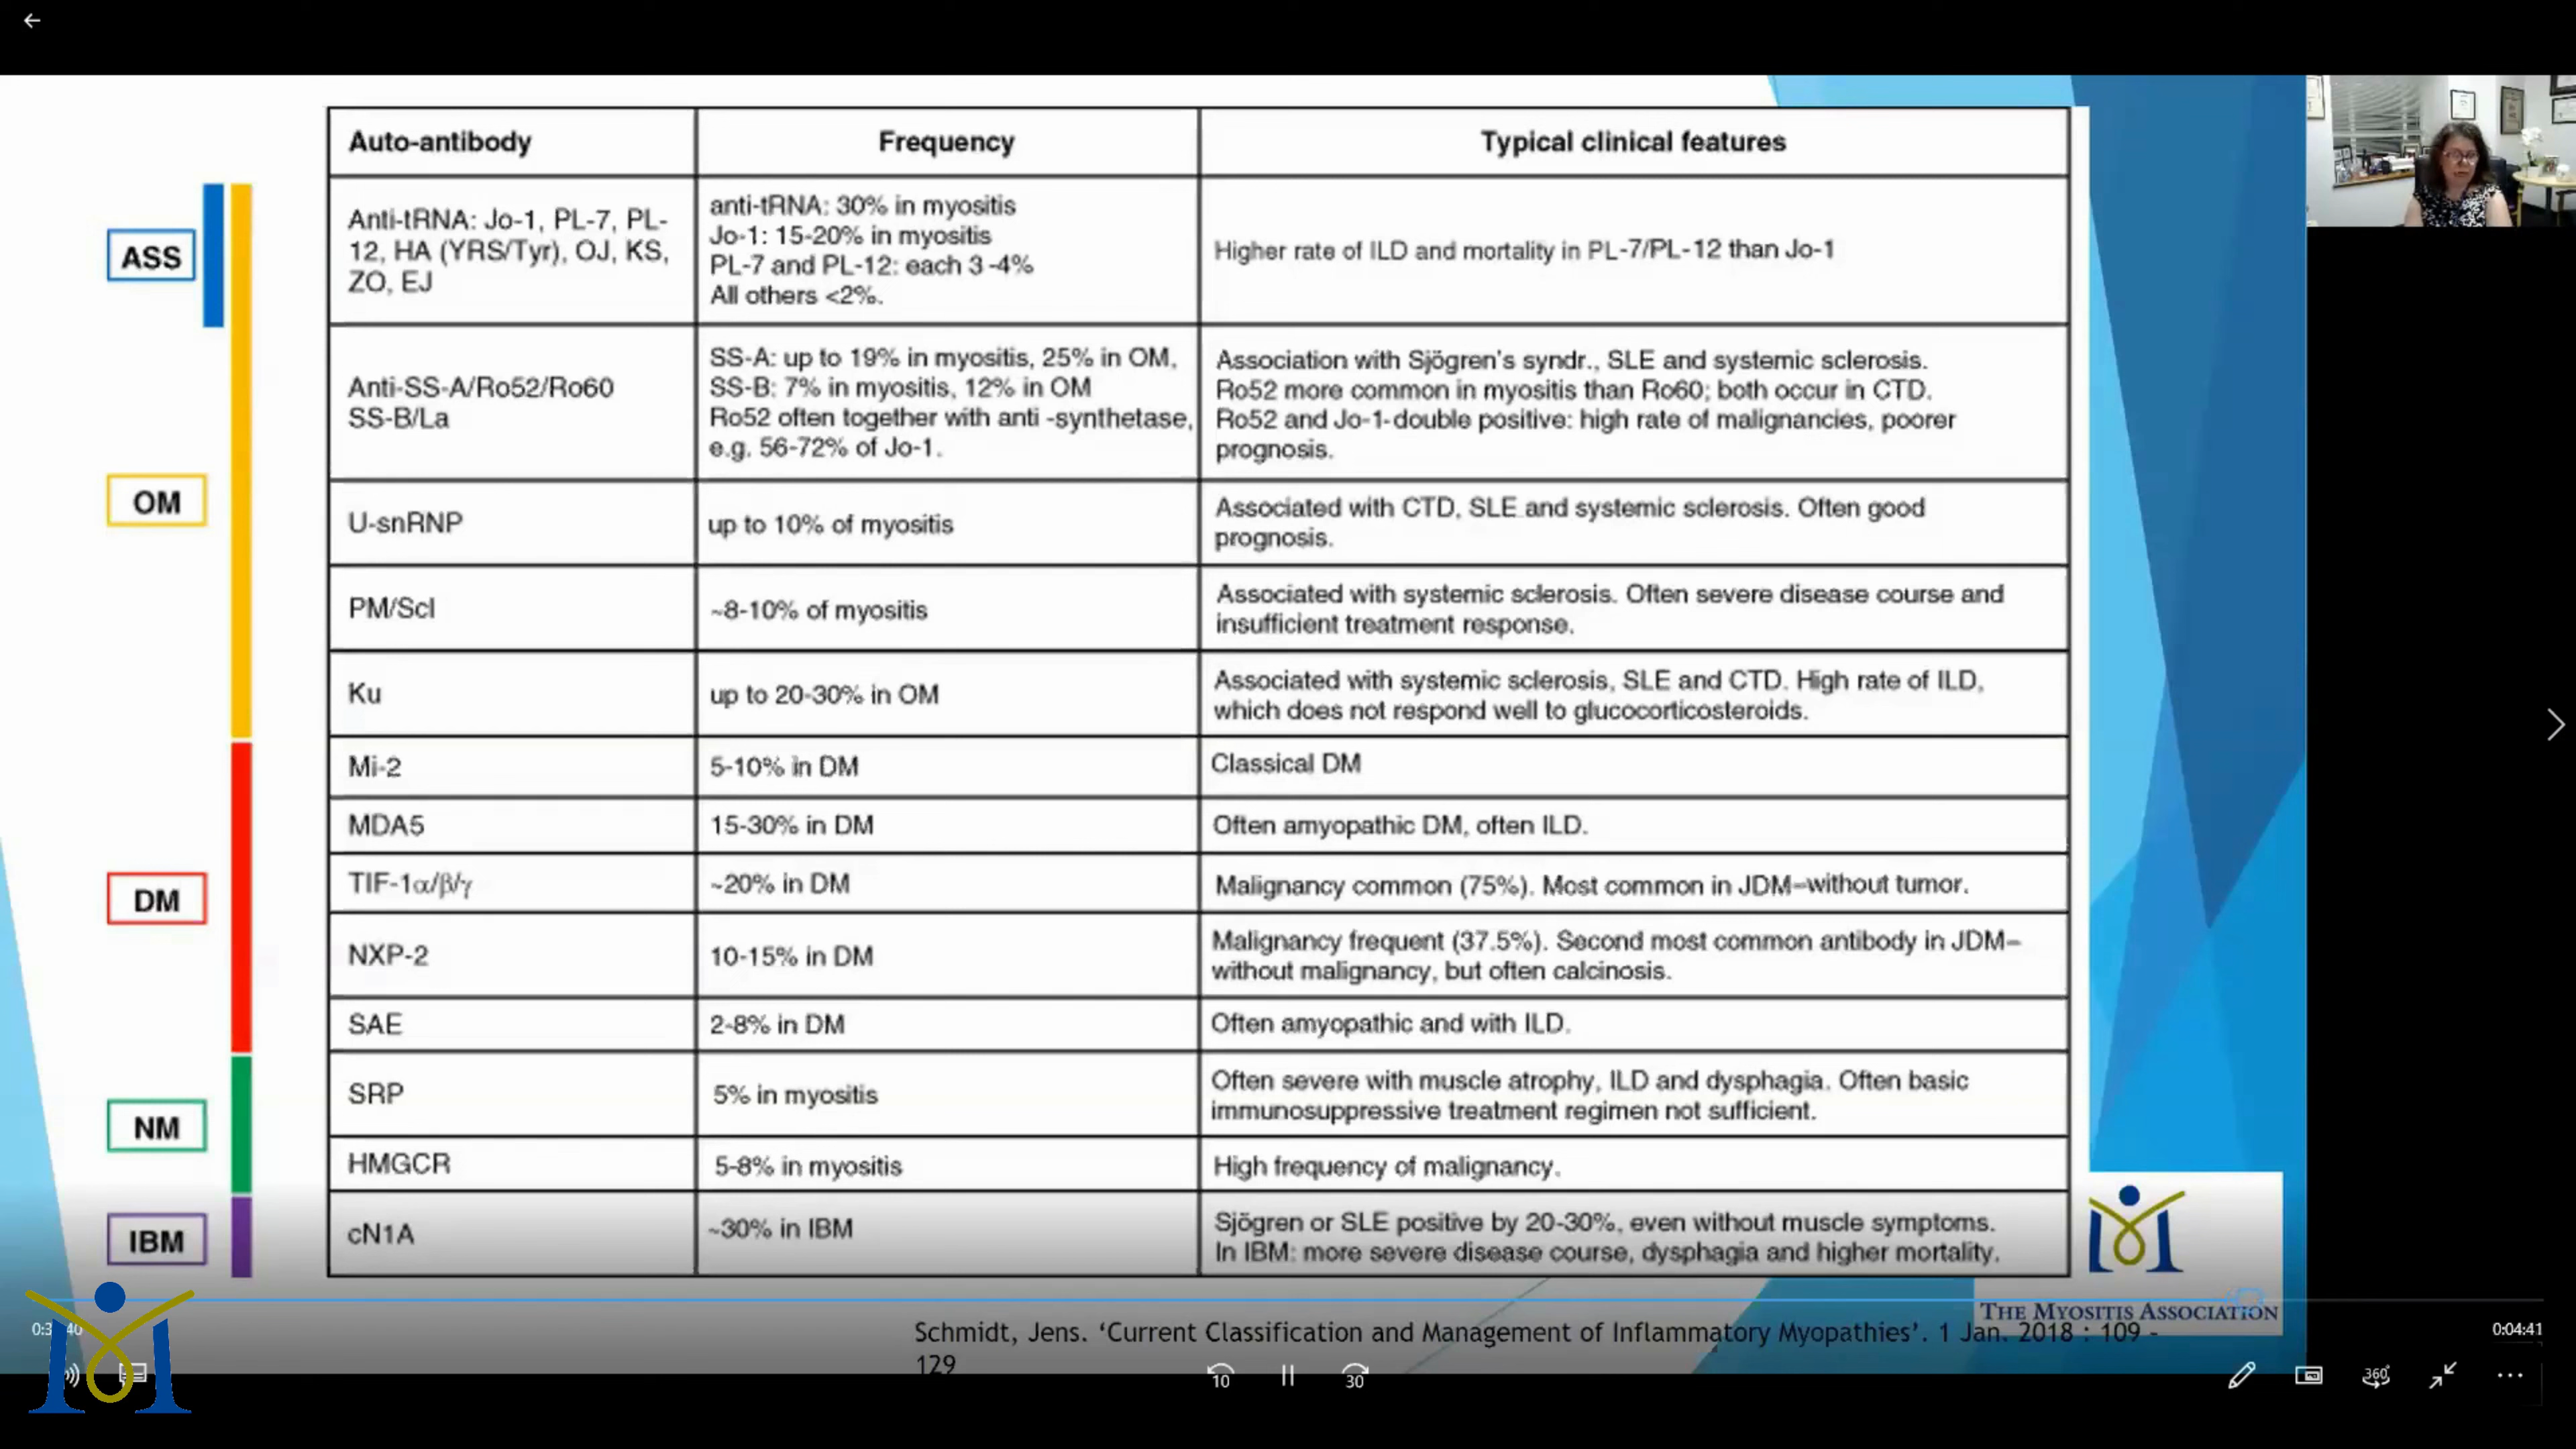 Auto-antibody
Frequency
Typical clinical features
ASS
Anti-tRNA: Jo-1, PL-7, PL-
12, HA (YRS/Tyr), OJ, KS,
ZO, EJ
anti-tRNA: 30% in myositis
Jo-1: 15-20% in myositis
PL-7 and PL-12: each 3 -4%
All others <2%.
Higher rate of ILD and mortality in PL-7/PL-12 than Jo-1
Anti-SS-A/Ro52/Ro60
SS-B/La
SS-A: up to 19% in myositis, 25% in OM,
SS-B: 7% in myositis, 12% in OM
Ro52 often together with anti -synthetase,
e.g. 56-72% of Jo-1.
Association with Sjögren's syndr., SLE and systemic sclerosis.
Ro52 more common in myositis than Ro60; both occur in CTD.
Ro52 and Jo-1-double positive: high rate of malignancies, poorer
prognosis.
OM
U-snRNP
up to 10% of myositis
Associated with CTD, SLE and systemic sclerosis. Often good
prognosis.
PM/Scl
~8-10% of myositis
Associated with systemic sclerosis. Often severe disease course and
insufficient treatment response.
Ku
up to 20-30% in OM
Associated with systemic sclerosis, SLE and CTD. High rate of ILD,
which does not respond well to glucocorticosteroids.
Mi-2
5-10% in DM
Classical DM
MDA5
15-30% in DM
Often amyopathic DM, often ILD.
DM
TIF-1α/β/γ
~20% in DM
Malignancy common (75%). Most common in JDM–without tumor.
NXP-2
10-15% in DM
Malignancy frequent (37.5%). Second most common antibody in JDM–
without malignancy, but often calcinosis.
SAE
2-8% in DM
Often amyopathic and with ILD.
NM
SRP
5% in myositis
Often severe with muscle atrophy, ILD and dysphagia. Often basic
immunosuppressive treatment regimen not sufficient.
HMGCR
5-8% in myositis
High frequency of malignancy.
IBM
cN1A
~30% in IBM
Sjögren or SLE positive by 20-30%, even without muscle symptoms.
In IBM: more severe disease course, dysphagia and higher mortality.
THE MYOSITIS ASSOCIATION
Schmidt, Jens. ‘Current Classification and Management of Inflammatory Myopathies’. 1 Jan. 2018 : 109 –
129
0:04:41
10
30
360°